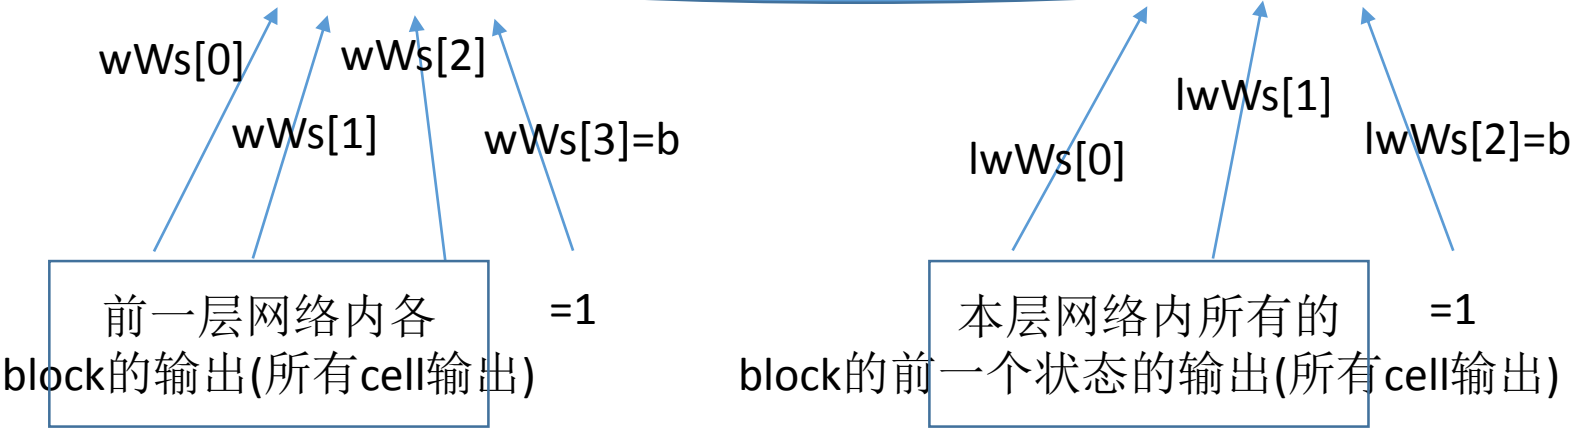 wWs[0]
wWs[2]
wWs[1]
wWs[3]=b
lwWs[1]
lwWs[0]
lwWs[2]=b
前一层网络内各
block的输出(所有cell输出)
=1
本层网络内所有的
block的前一个状态的输出(所有cell输出)
=1